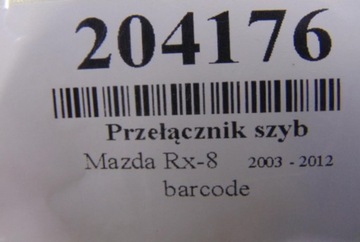 204176
Przełącznik szyb
Mazda Rx-8 2003 - 2012
barcode